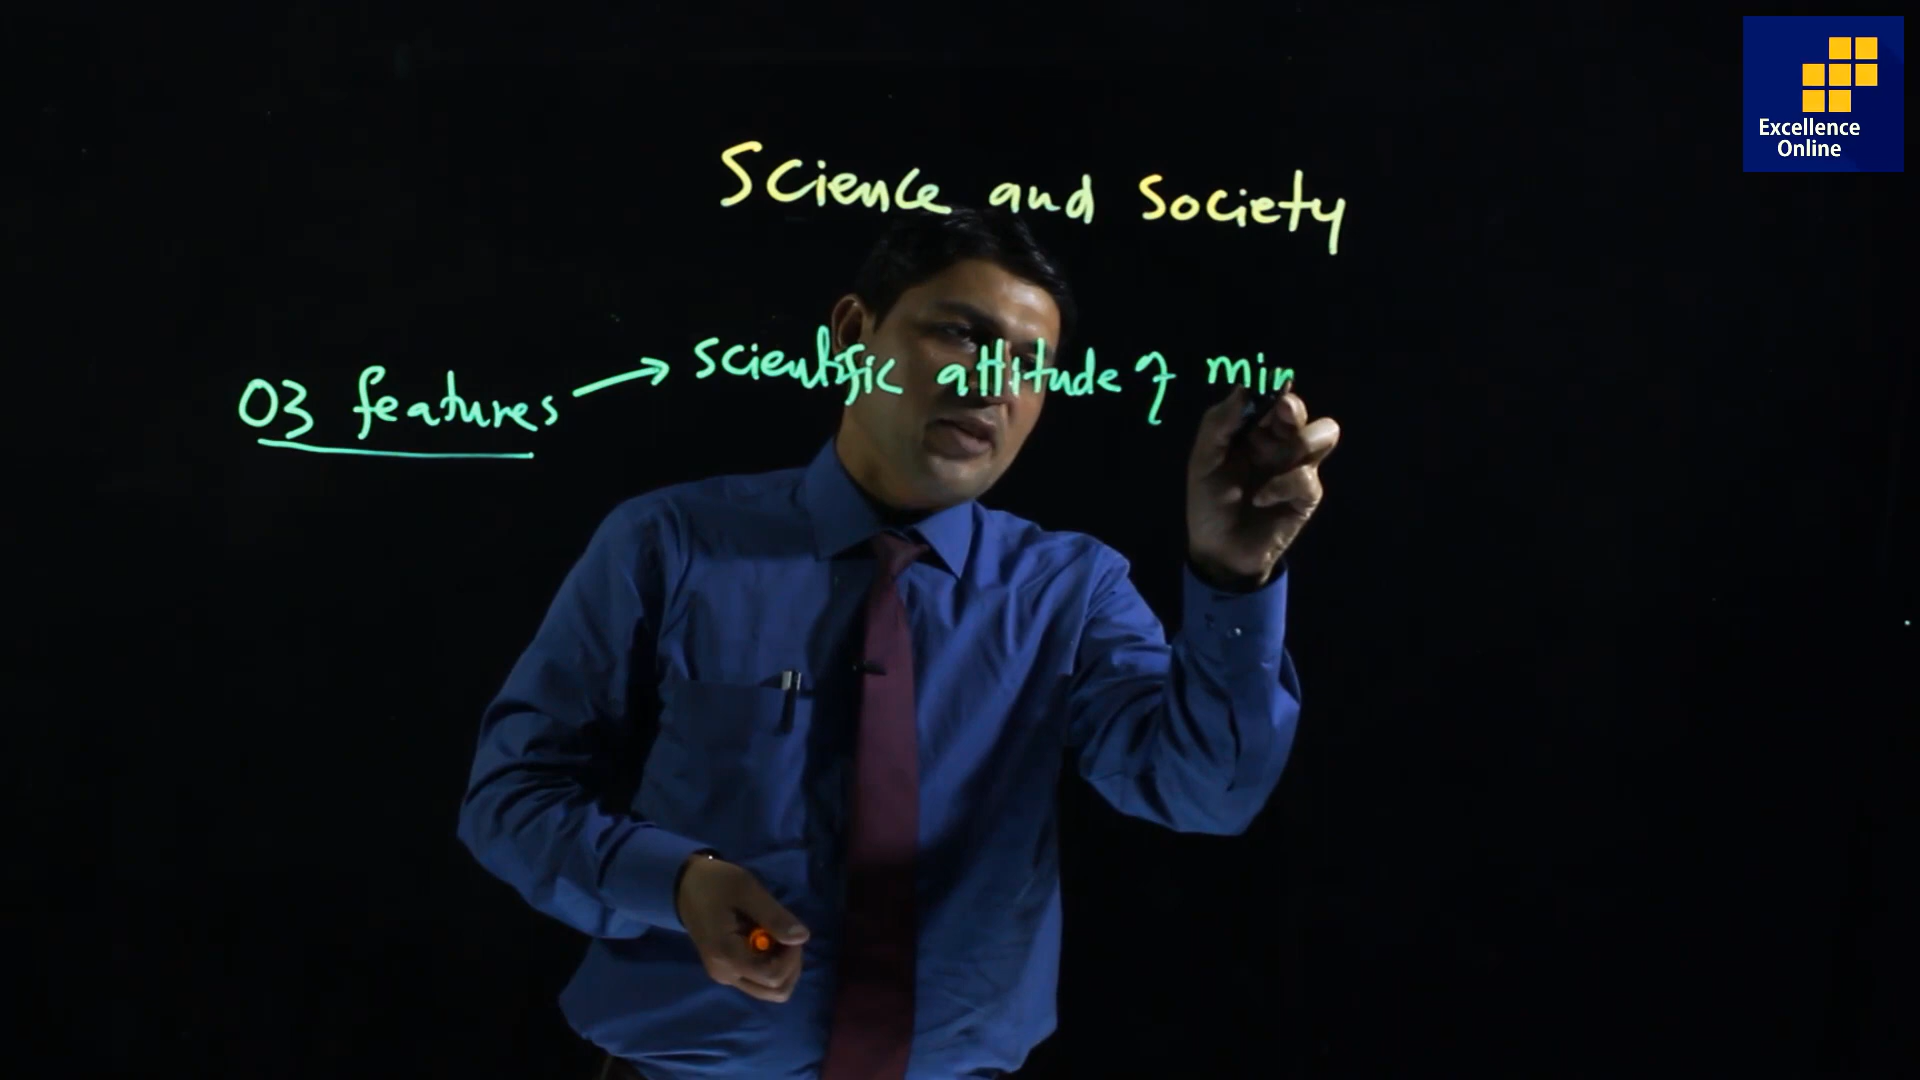 Excellence
Online
Science and Society
03 features → scientific attitude of min